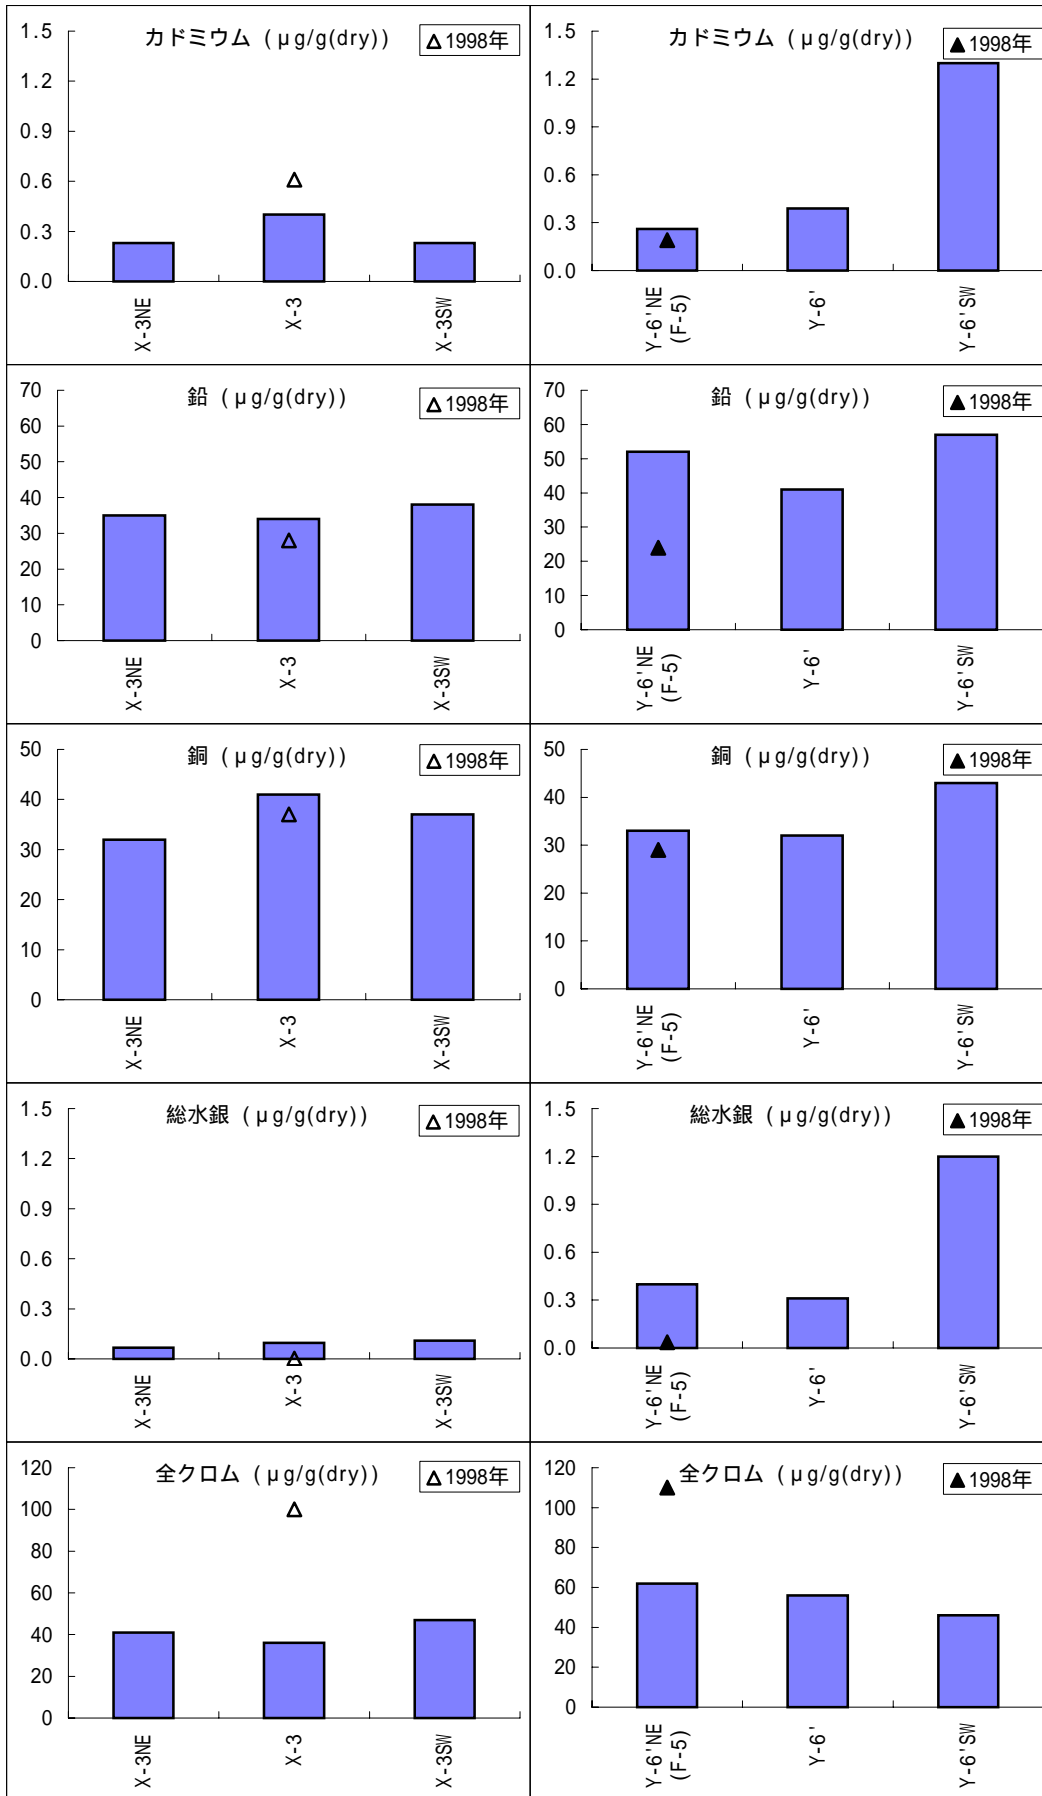 カドミウム (μg/g(dry))
△1998年
1.5
1.2
0.9
0.6
0.3
0.0
X-3NE
X-3
X-3SW
カドミウム (μg/g(dry))
▲1998年
1.5
1.2
0.9
0.6
0.3
0.0
Y-6'NE
(F-5)
Y-6'
Y-6'SW
鉛 (μg/g(dry))
△1998年
70
60
50
40
30
20
10
0
X-3NE
X-3
X-3SW
鉛 (μg/g(dry))
▲1998年
70
60
50
40
30
20
10
0
Y-6'NE
(F-5)
Y-6'
Y-6'SW
銅 (μg/g(dry))
△1998年
50
40
30
20
10
0
X-3NE
X-3
X-3SW
銅 (μg/g(dry))
▲1998年
50
40
30
20
10
0
Y-6'NE
(F-5)
Y-6'
Y-6'SW
総水銀 (μg/g(dry))
△1998年
1.5
1.2
0.9
0.6
0.3
0.0
X-3NE
X-3
X-3SW
総水銀 (μg/g(dry))
▲1998年
1.5
1.2
0.9
0.6
0.3
0.0
Y-6'NE
(F-5)
Y-6'
Y-6'SW
全クロム (μg/g(dry))
△1998年
120
100
80
60
40
20
0
X-3NE
X-3
X-3SW
全クロム (μg/g(dry))
▲1998年
120
100
80
60
40
20
0
Y-6'NE
(F-5)
Y-6'
Y-6'SW